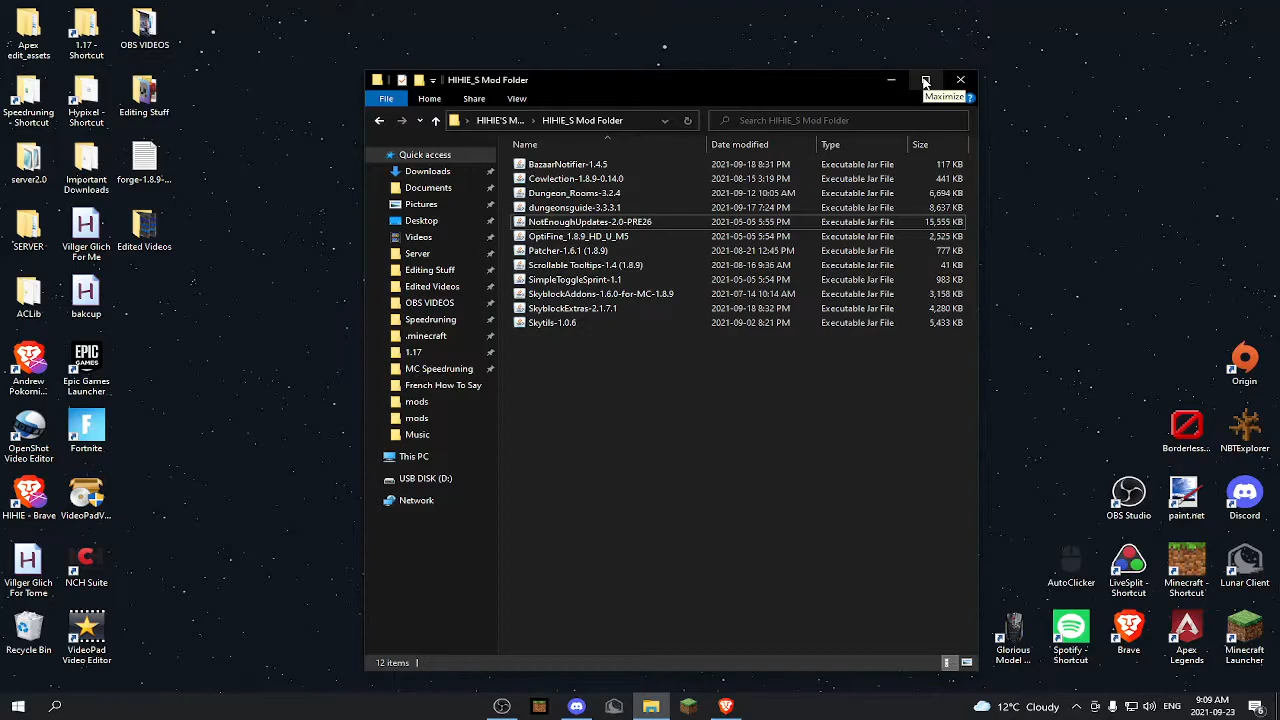 Apex edit_assets
1.17 - Shortcut
OBS VIDEOS
Speedruning - Shortcut
Hypixel - Shortcut
Editing Stuff
server2.0
Important Downloads
forge-1.8.9-...
SERVER
Villger Glich For Me
Edited Videos
ACLib
bakcup
Andrew Pokomi...
EPIC GAMES
Epic Games Launcher
OpenShot Video Editor
Fortnite
HIHIE - Brave
VideoPadV...
Villger Glich For Tome
NCH Suite
Recycle Bin
VideoPad Video Editor
HIHIE_S Mod Folder
Maximize
File
Home
Share
View
HIHIE'S M...
HIHIE_S Mod Folder
Search HIHIE_S Mod Folder
Quick access
Downloads
Documents
Pictures
Desktop
Videos
Server
Editing Stuff
Edited Videos
OBS VIDEOS
Speedruning
.minecraft
1.17
MC Speedruning
French How To Say
mods
mods
Music
This PC
USB DISK (D:)
Network
Name Date modified Type Size
BazaarNotifier-1.4.5 2021-09-18 8:31 PM Executable Jar File 117 KB
Cowlection-1.8.9-0.14.0 2021-08-15 3:19 PM Executable Jar File 441 KB
Dungeon_Rooms-3.2.4 2021-09-12 10:05 AM Executable Jar File 6,694 KB
dungeonsguide-3.3.3.1 2021-09-17 7:24 PM Executable Jar File 8,637 KB
NotEnoughUpdates-2.0-PRE26 2021-05-05 5:55 PM Executable Jar File 15,555 KB
OptiFine_1.8.9_HD_U_M5 2021-05-05 5:54 PM Executable Jar File 2,525 KB
Patcher-1.6.1 (1.8.9) 2021-08-21 12:45 PM Executable Jar File 777 KB
Scrollable Tooltips-1.4 (1.8.9) 2021-08-16 9:36 AM Executable Jar File 41 KB
SimpleToggleSprint-1.1 2021-05-05 5:54 PM Executable Jar File 983 KB
SkyblockAddons-1.6.0-for-MC-1.8.9 2021-07-14 10:14 AM Executable Jar File 3,158 KB
SkyblockExtras-2.1.7.1 2021-09-18 8:32 PM Executable Jar File 4,280 KB
Skytils-1.0.6 2021-09-02 8:21 PM Executable Jar File 5,433 KB
12 items
Origin
Borderless...
NBTExplorer
OBS Studio
paint.net
Discord
AutoClicker
LiveSplit - Shortcut
Minecraft - Shortcut
Lunar Client
Glorious Model ...
Spotify - Shortcut
Brave
Apex Legends
Minecraft Launcher
12°C Cloudy
ENG
9:09 AM
2021-09-23